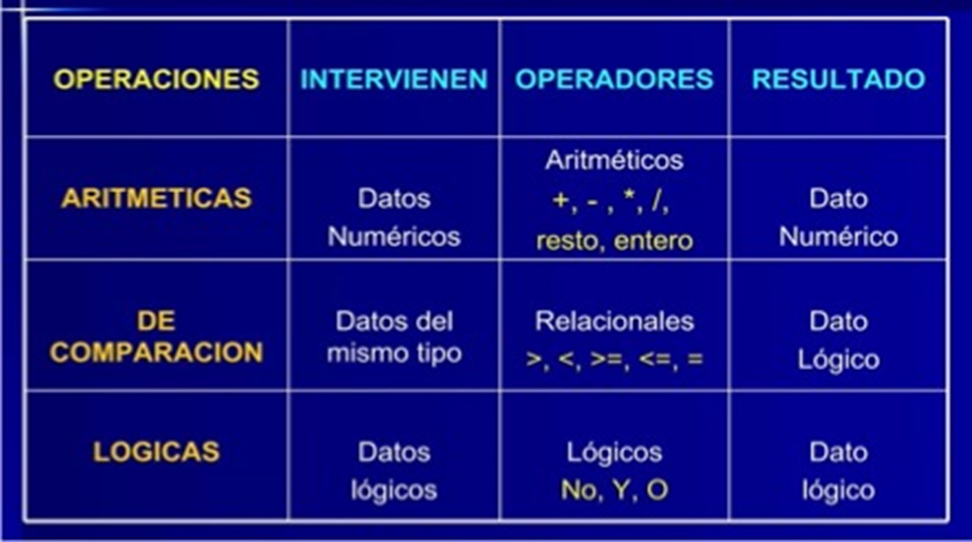 OPERACIONES INTERVIENEN OPERADORES RESULTADO
Aritméticos
ARITMETICAS Datos +, - , *, /, Dato
Numéricos resto, entero Numérico
DE Datos del Relacionales Dato
COMPARACION mismo tipo >, <, >=, <=, = Lógico
LOGICAS Datos Lógicos Dato
lógicos No, Y, O lógico